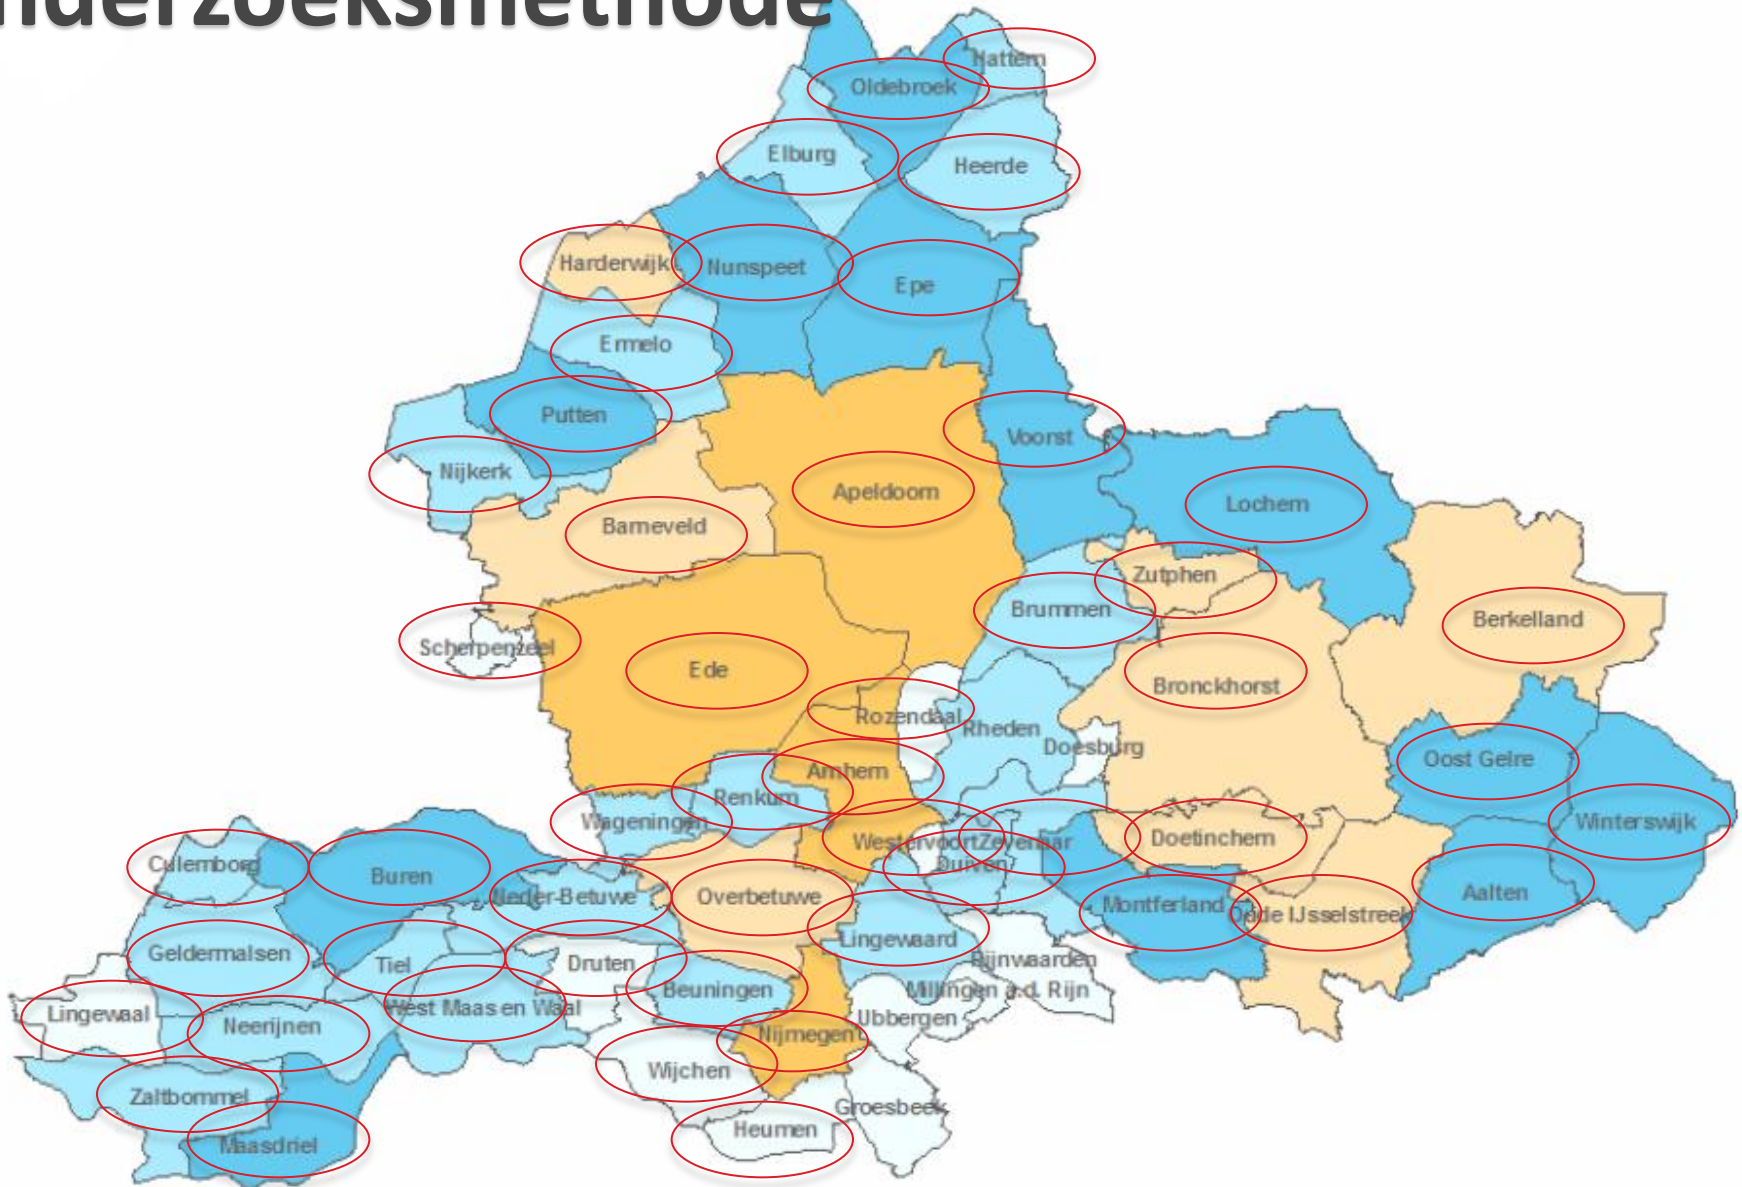 nderzoeksmethode
Hattem
Oldebroek
Elburg
Heerde
Harderwijk
Nunspeet
Epe
Ermelo
Putten
Voorst
Nijkerk
Apeldoorn
Lochem
Barneveld
Zutphen
Brummen
Berkelland
Scherpenzeel
Ede
Bronckhorst
Rozendaal
Rheden
Doesburg
Oost Gelre
Arnhem
Renkum
Wageningen
Winterswijk
Westervoort
Zevenaar
Doetinchem
Duiven
Culemborg
Buren
Neder-Betuwe
Overbetuwe
Aalten
Montferland
Oude IJsselstreek
Lingewaard
Geldermalsen
Tiel
Druten
Rijnwaarden
Beuningen
Millingen a.d. Rijn
West Maas en Waal
Lingewaal
Neerijnen
Ubbergen
Nijmegen
Wijchen
Zaltbommel
Groesbeek
Heumen
Maasdriel